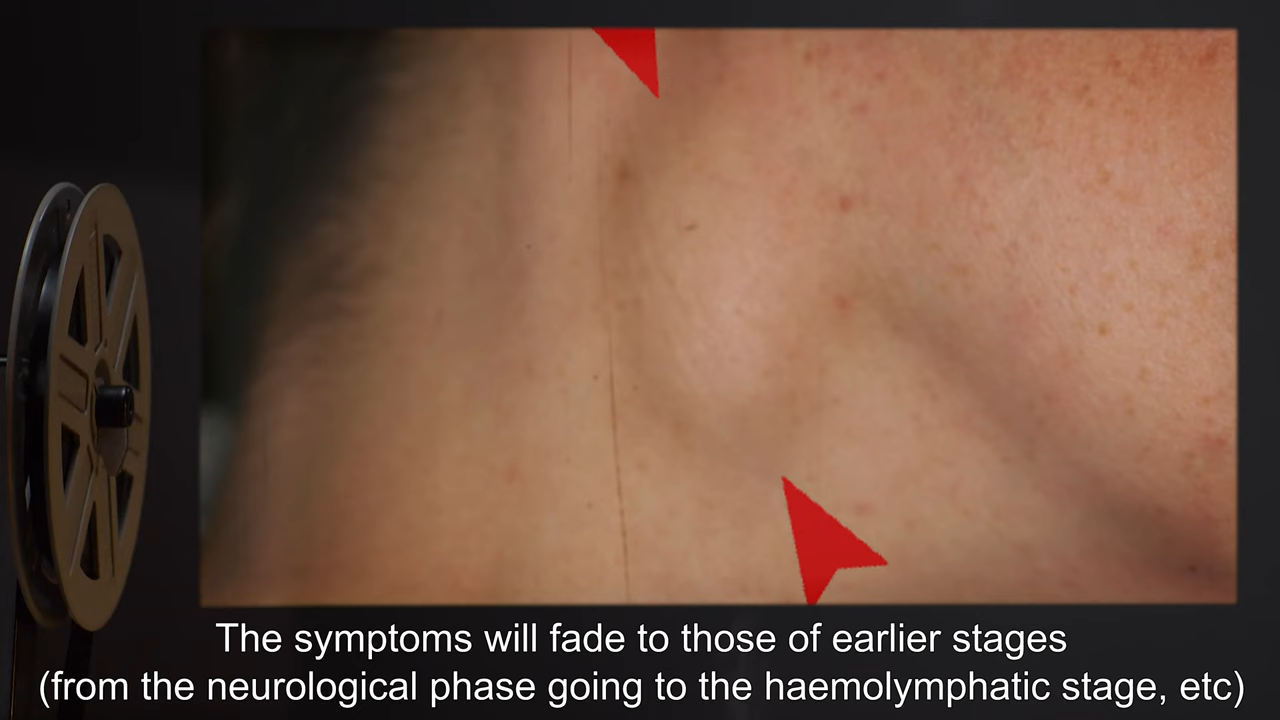 The symptoms will fade to those of earlier stages
(from the neurological phase going to the haemolymphatic stage, etc)